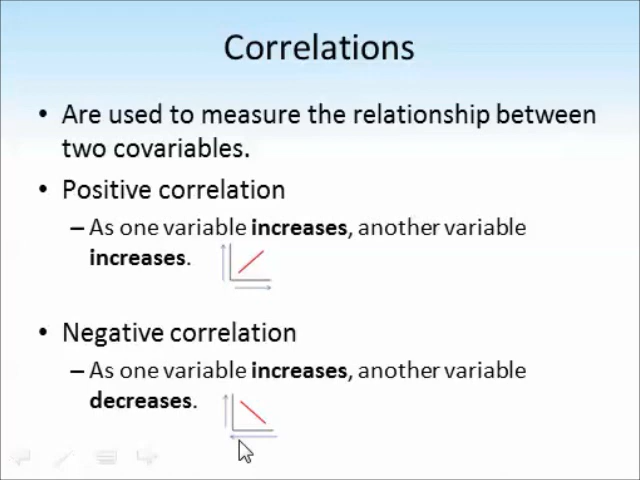 Correlations
• Are used to measure the relationship between
two covariables.
• Positive correlation
– As one variable increases, another variable
increases.
• Negative correlation
– As one variable increases, another variable
decreases.